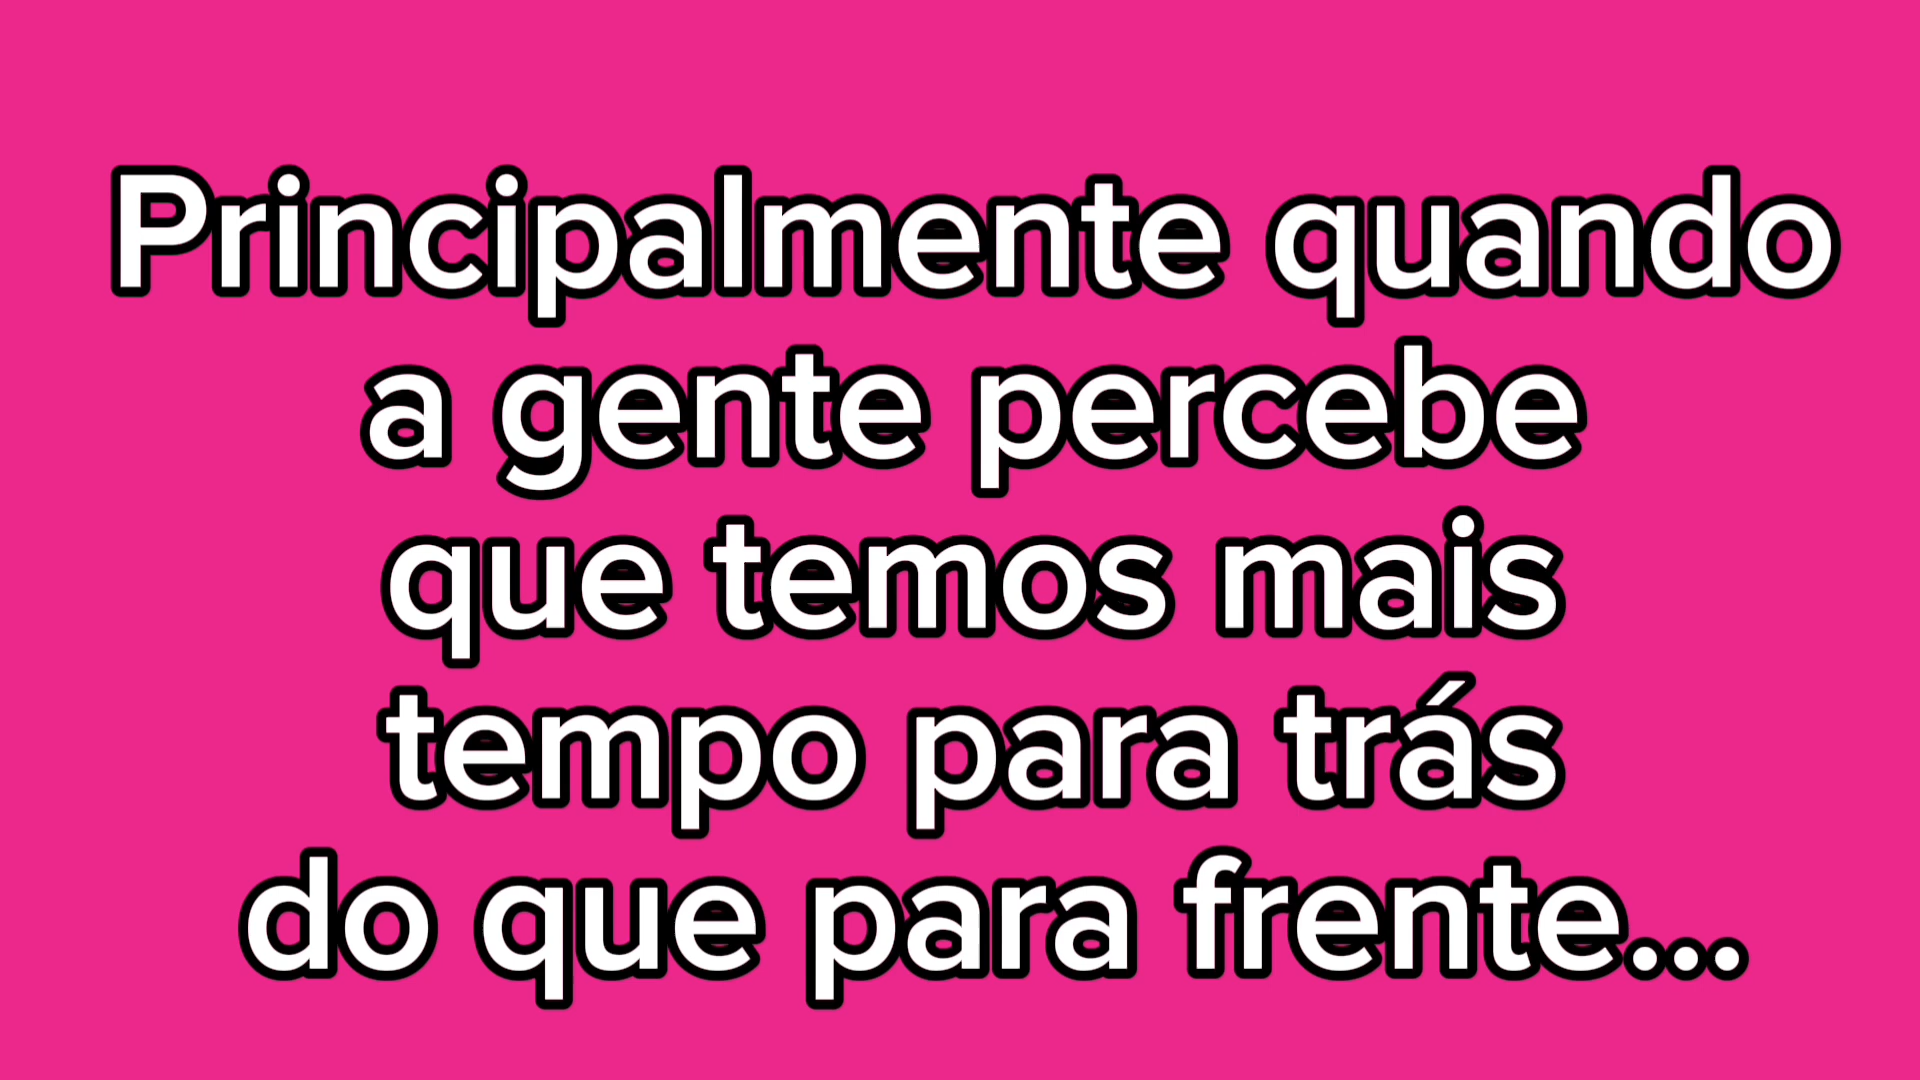 Principalmente quando
a gente percebe
que temos mais
tempo para trás
do que para frente...